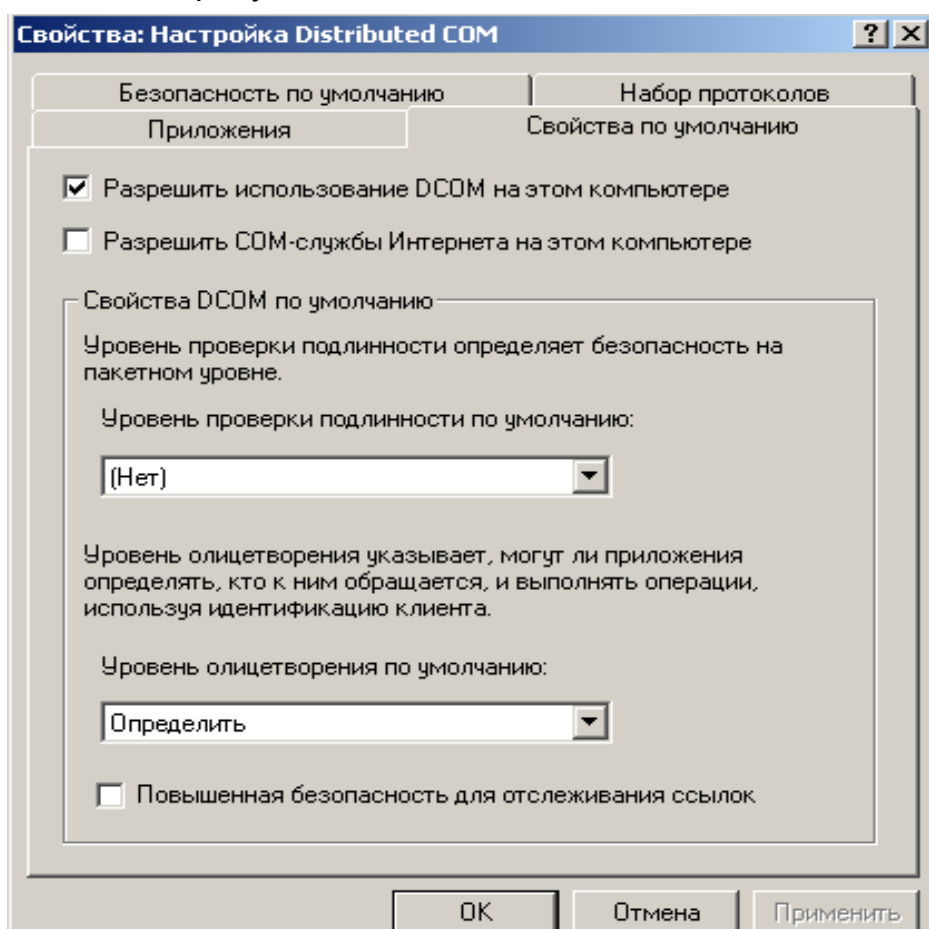 Свойства: Настройка Distributed COM
Безопасность по умолчанию
Набор протоколов
Приложения
Свойства по умолчанию
Разрешить использование DCOM на этом компьютере
Разрешить COM-службы Интернета на этом компьютере
Свойства DCOM по умолчанию
Уровень проверки подлинности определяет безопасность на
пакетном уровне.
Уровень проверки подлинности по умолчанию:
(Нет)
Уровень олицетворения указывает, могут ли приложения
определять, кто к ним обращается, и выполнять операции,
используя идентификацию клиента.
Уровень олицетворения по умолчанию:
Определить
Повышенная безопасность для отслеживания ссылок
OK
Отмена
Применить